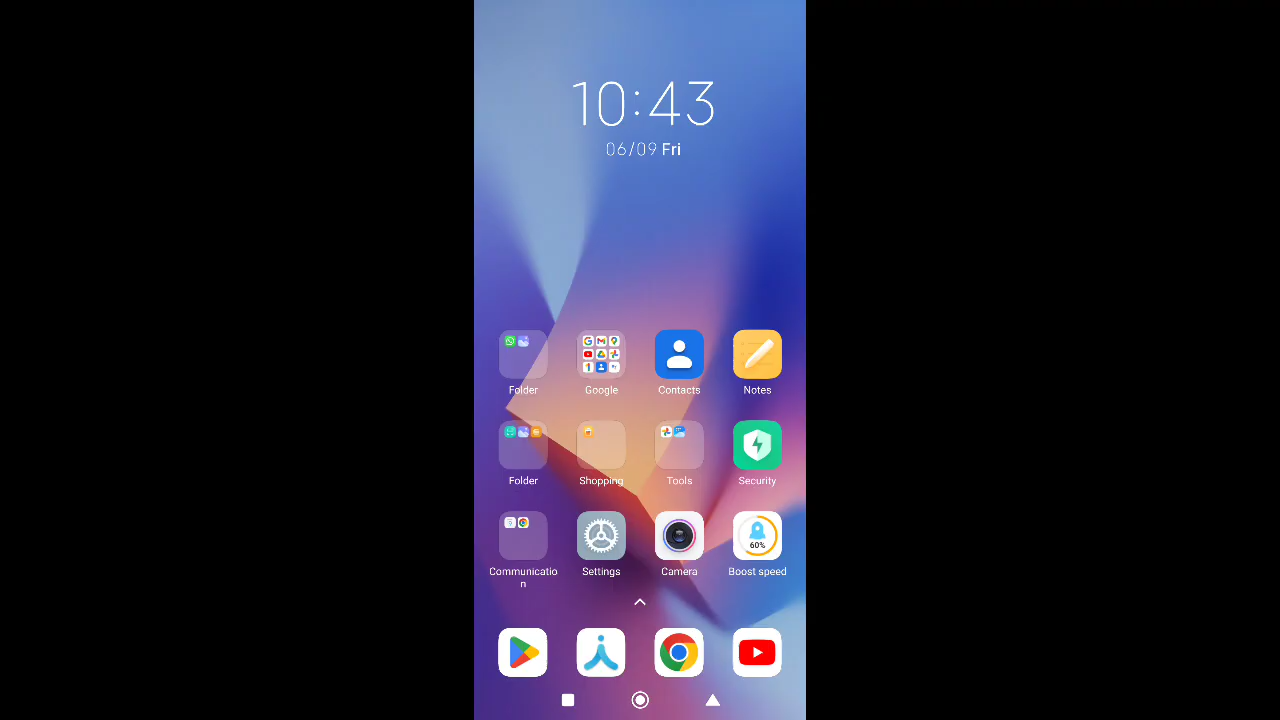 10:43
06/09 Fri
Folder Google Contacts Notes
Folder Shopping Tools Security
60%
Communicatio Settings Camera Boost speed
n